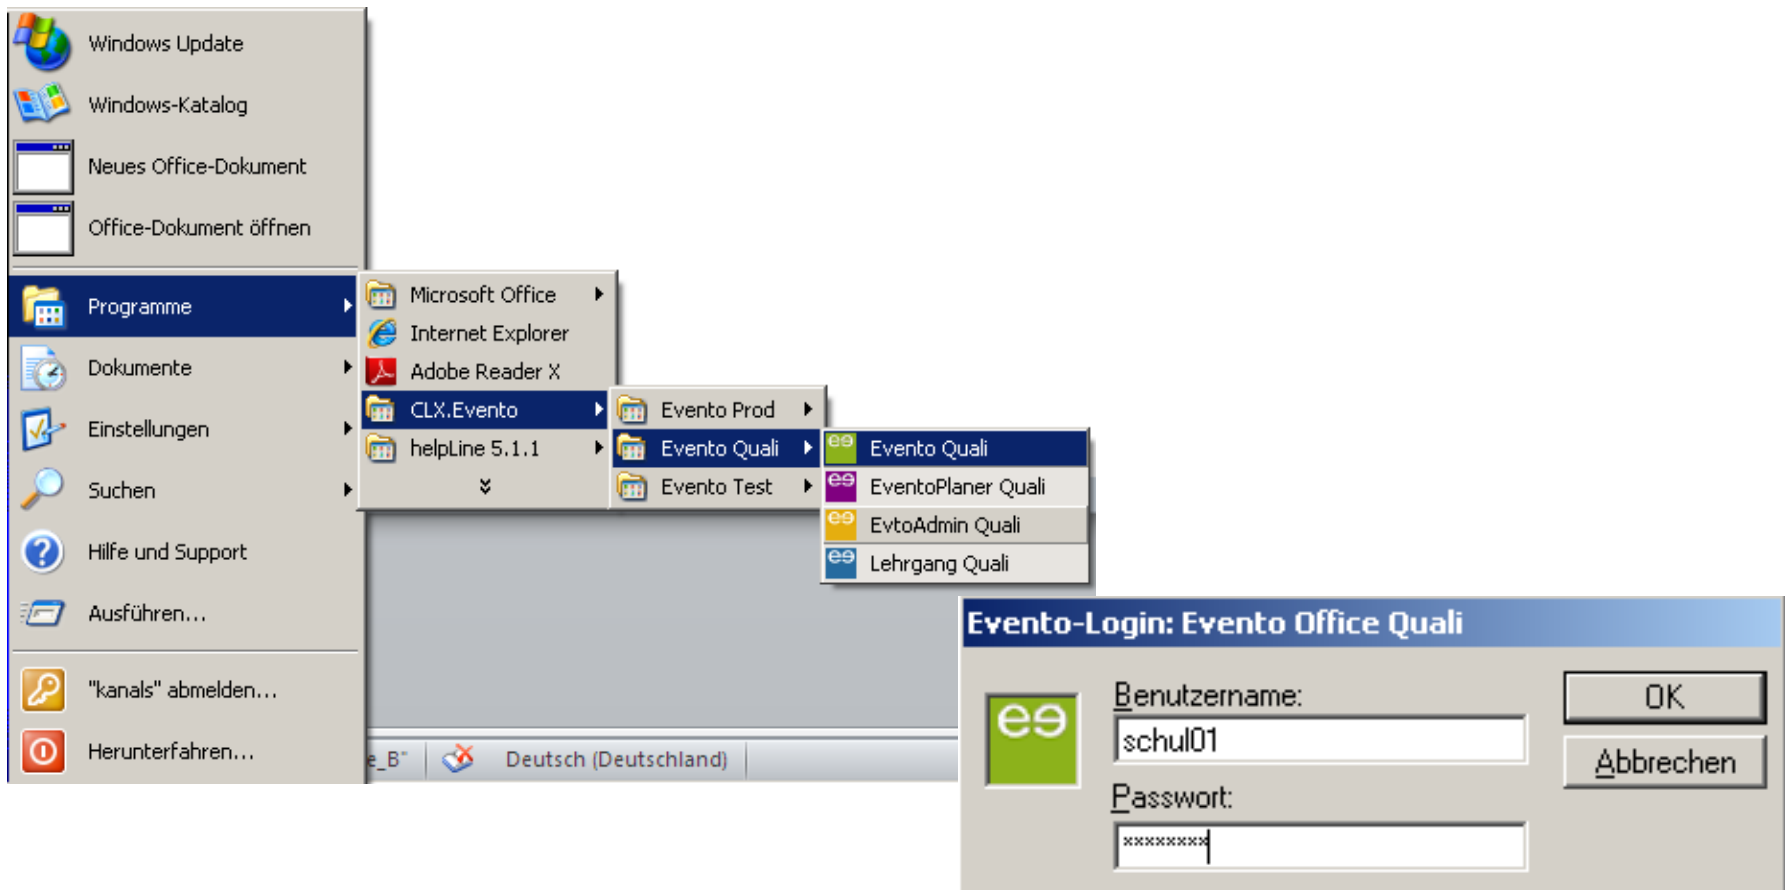 Windows Update
Windows-Katalog
Neues Office-Dokument
Office-Dokument öffnen
Programme
Dokumente
Einstellungen
Suchen
Hilfe und Support
Ausführen...
"kanals" abmelden...
Herunterfahren...
Microsoft Office
Internet Explorer
Adobe Reader X
CLX.Evento
helpLine 5.1.1
Evento Prod
Evento Quali
Evento Test
Evento Quali
EventoPlaner Quali
EvtoAdmin Quali
Lehrgang Quali
e_B"
Deutsch (Deutschland)
Evento-Login: Evento Office Quali
Benutzername:
schul01
Passwort:
********
OK
Abbrechen